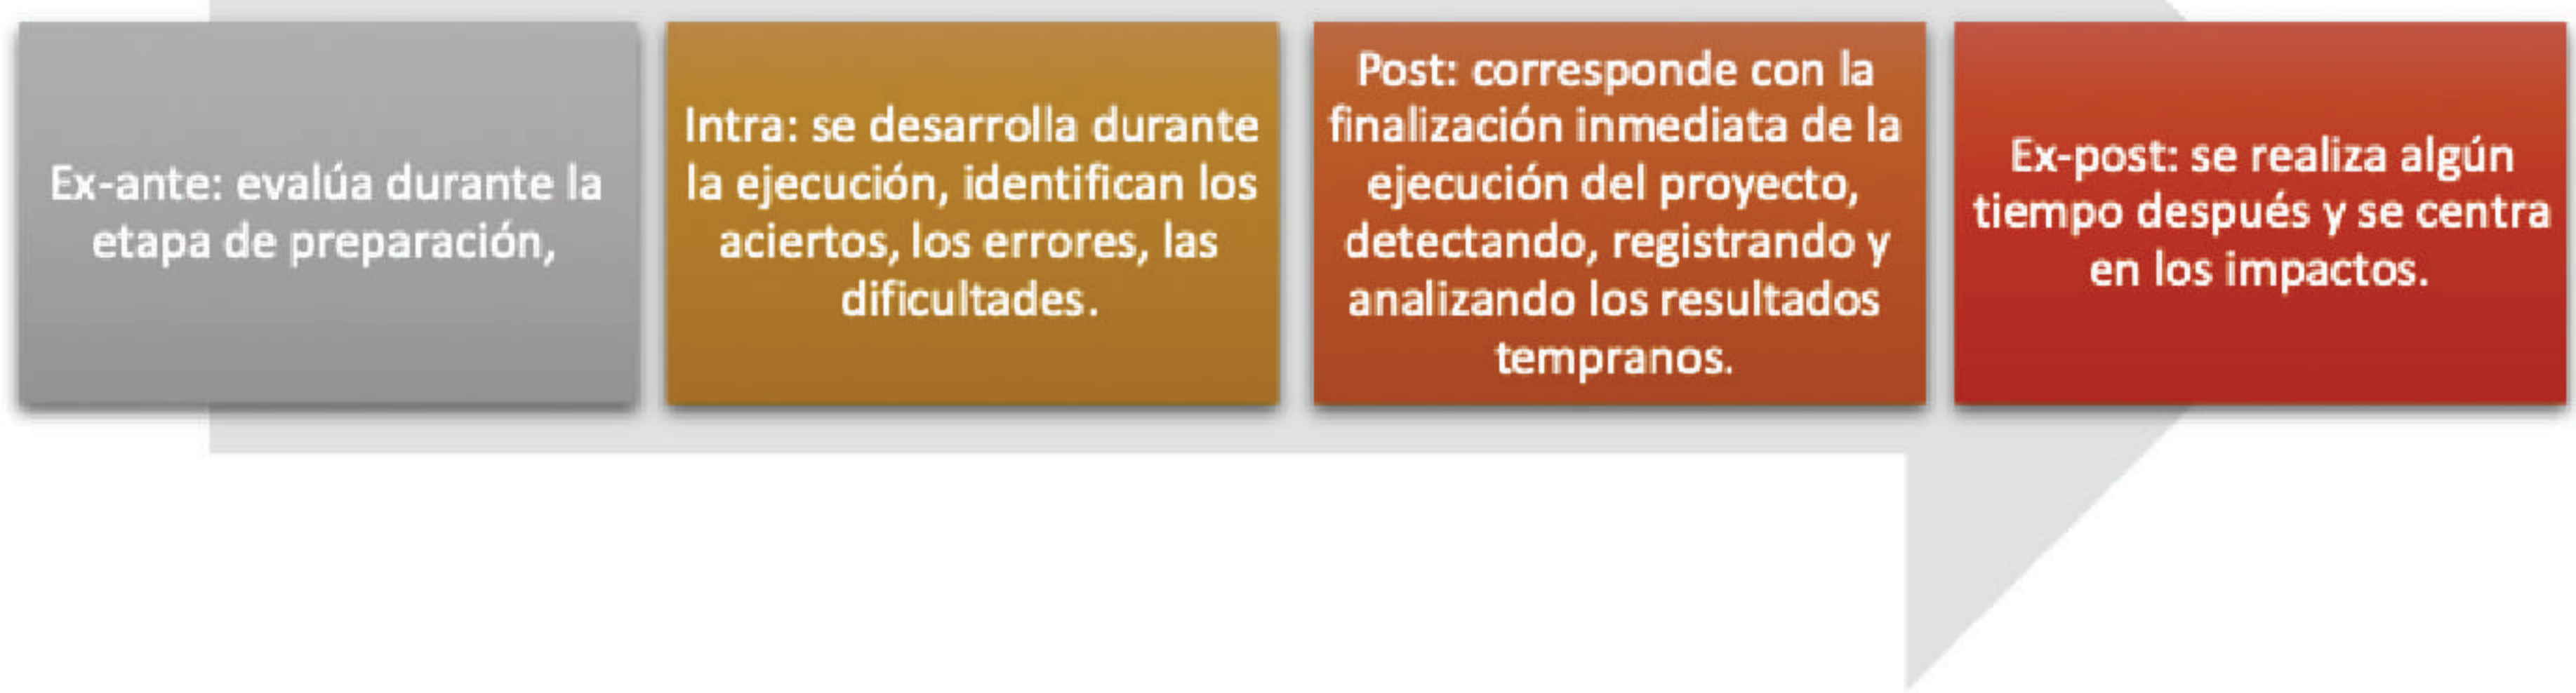 Ex-ante: evalúa durante la
etapa de preparación,
Intra: se desarrolla durante
la ejecución, identifican los
aciertos, los errores, las
dificultades.
Post: corresponde con la
finalización inmediata de la
ejecución del proyecto,
detectando, registrando y
analizando los resultados
tempranos.
Ex-post: se realiza algún
tiempo después y se centra
en los impactos.